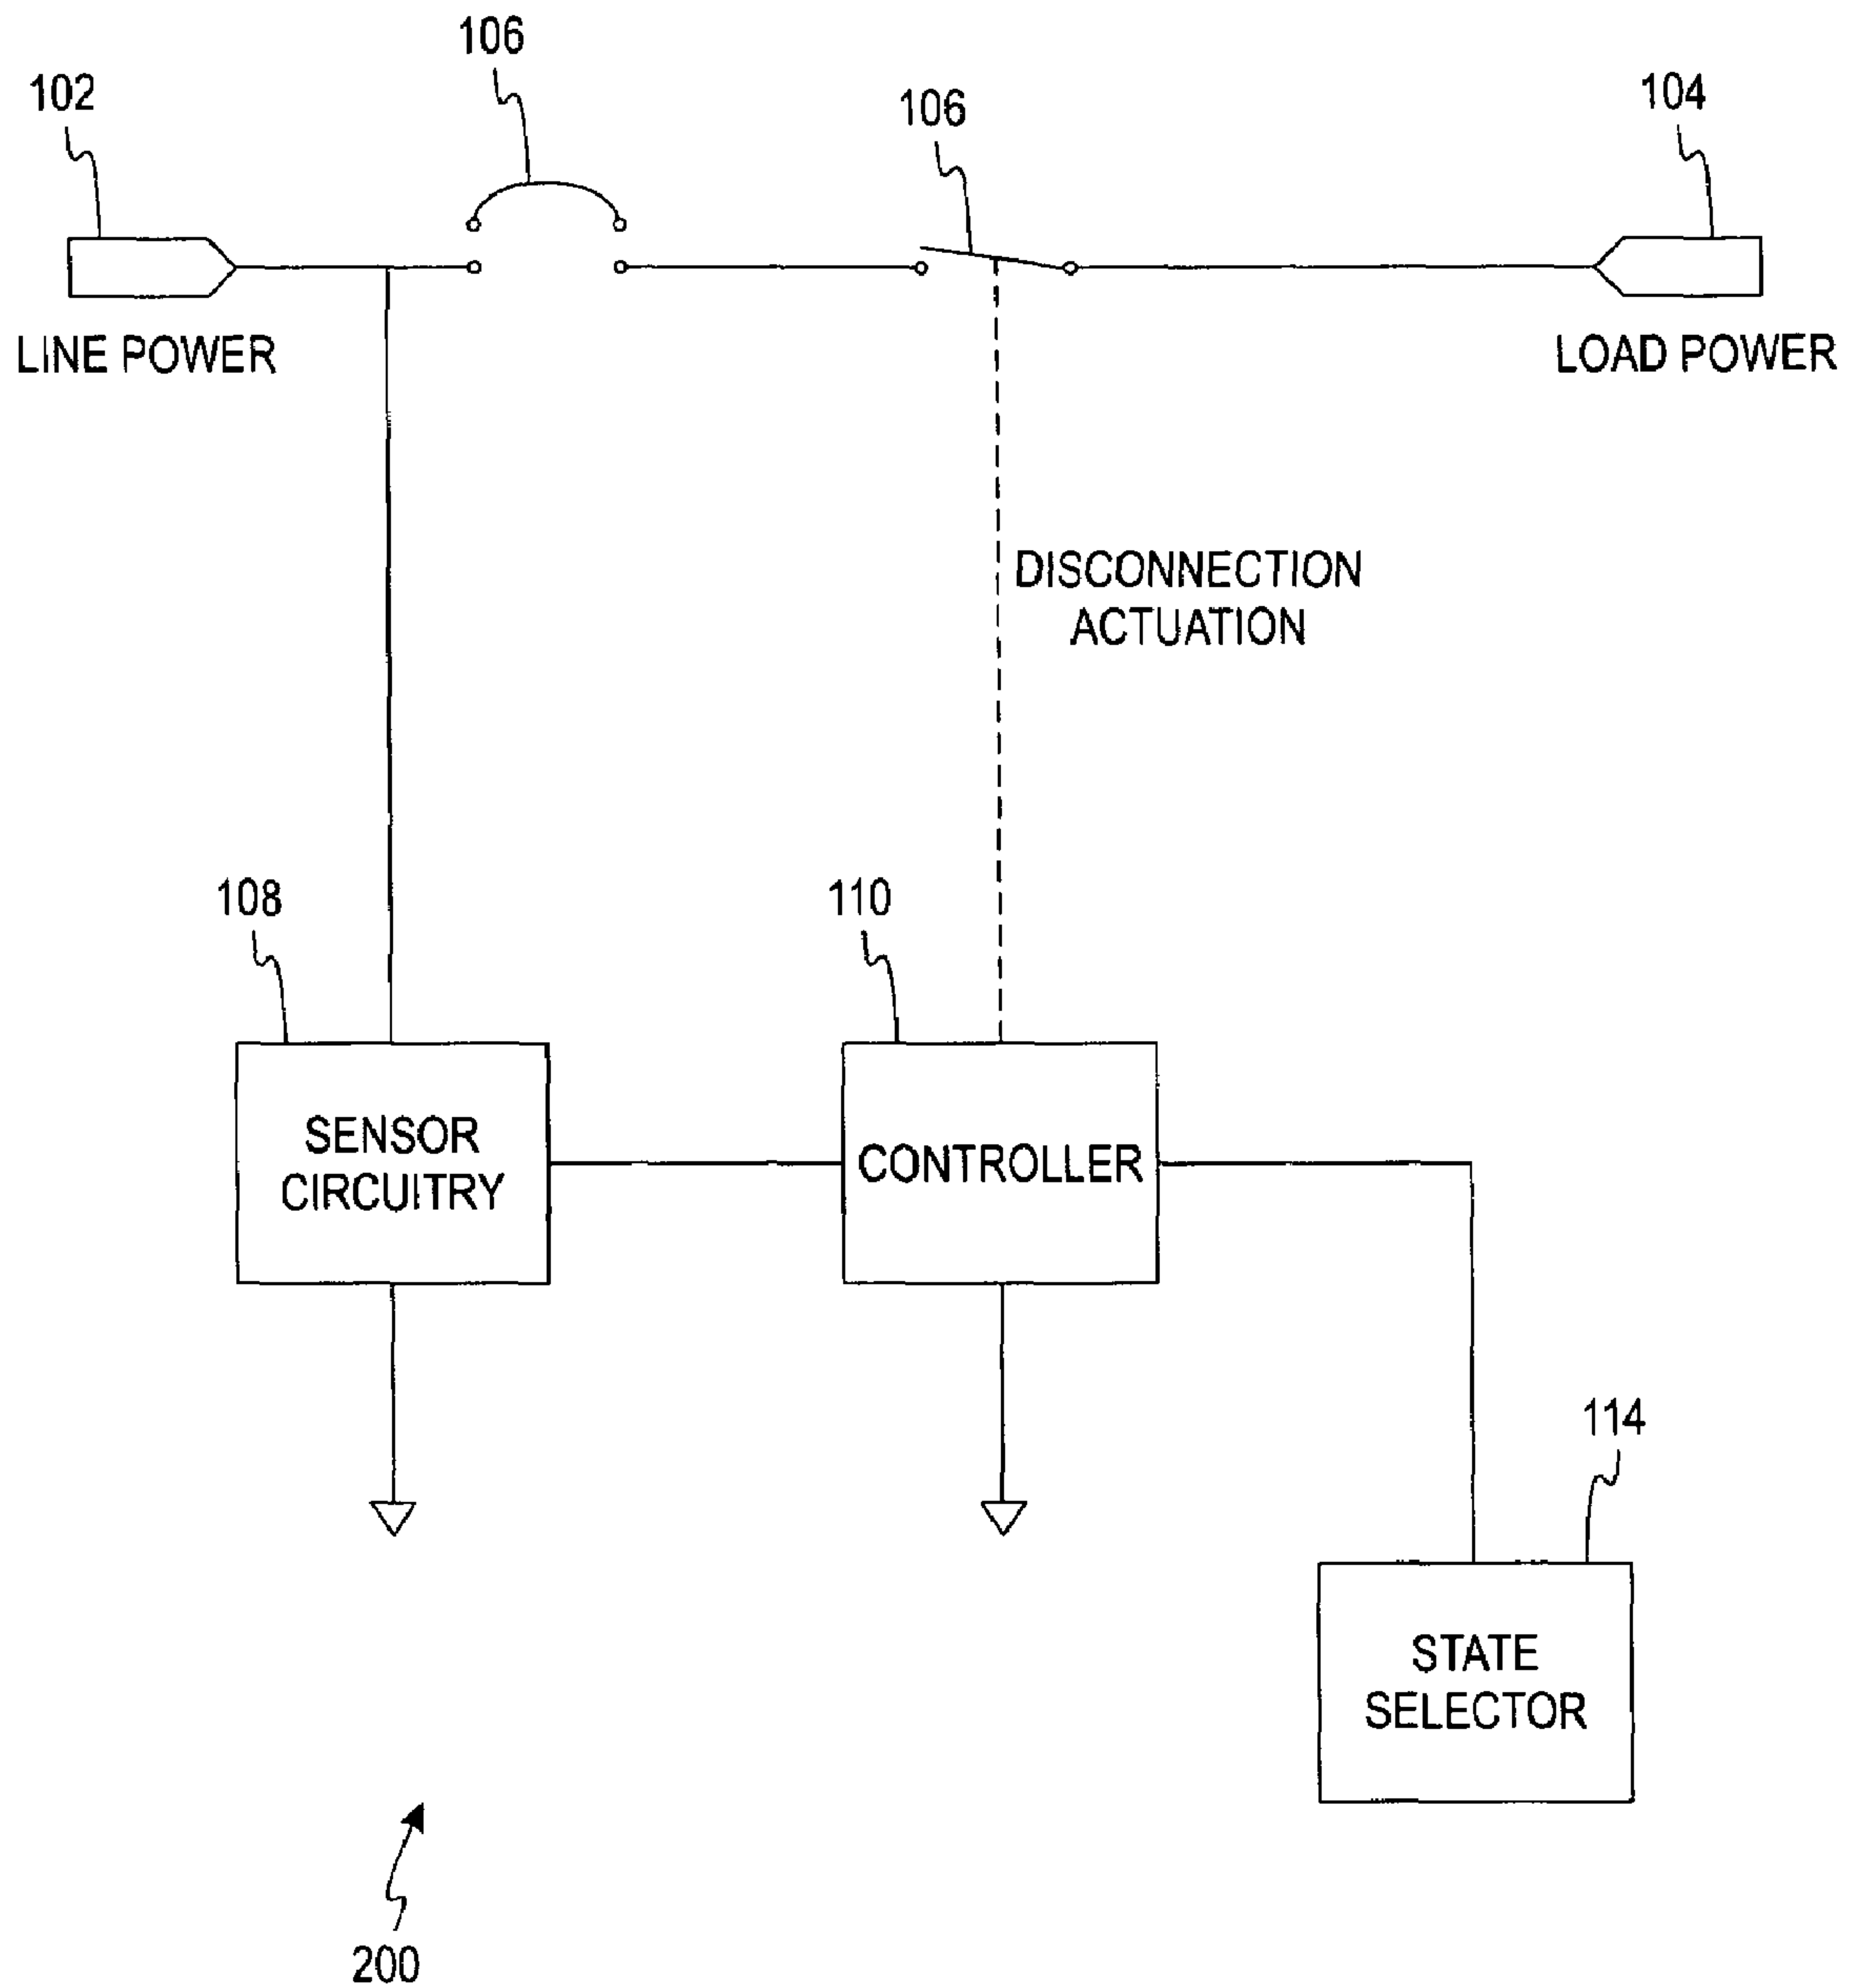 106
102
106
104
LINE POWER
LOAD POWER
DISCONNECTION
ACTUATION
108
110
SENSOR
CIRCUITRY
CONTROLLER
114
STATE
SELECTOR
200